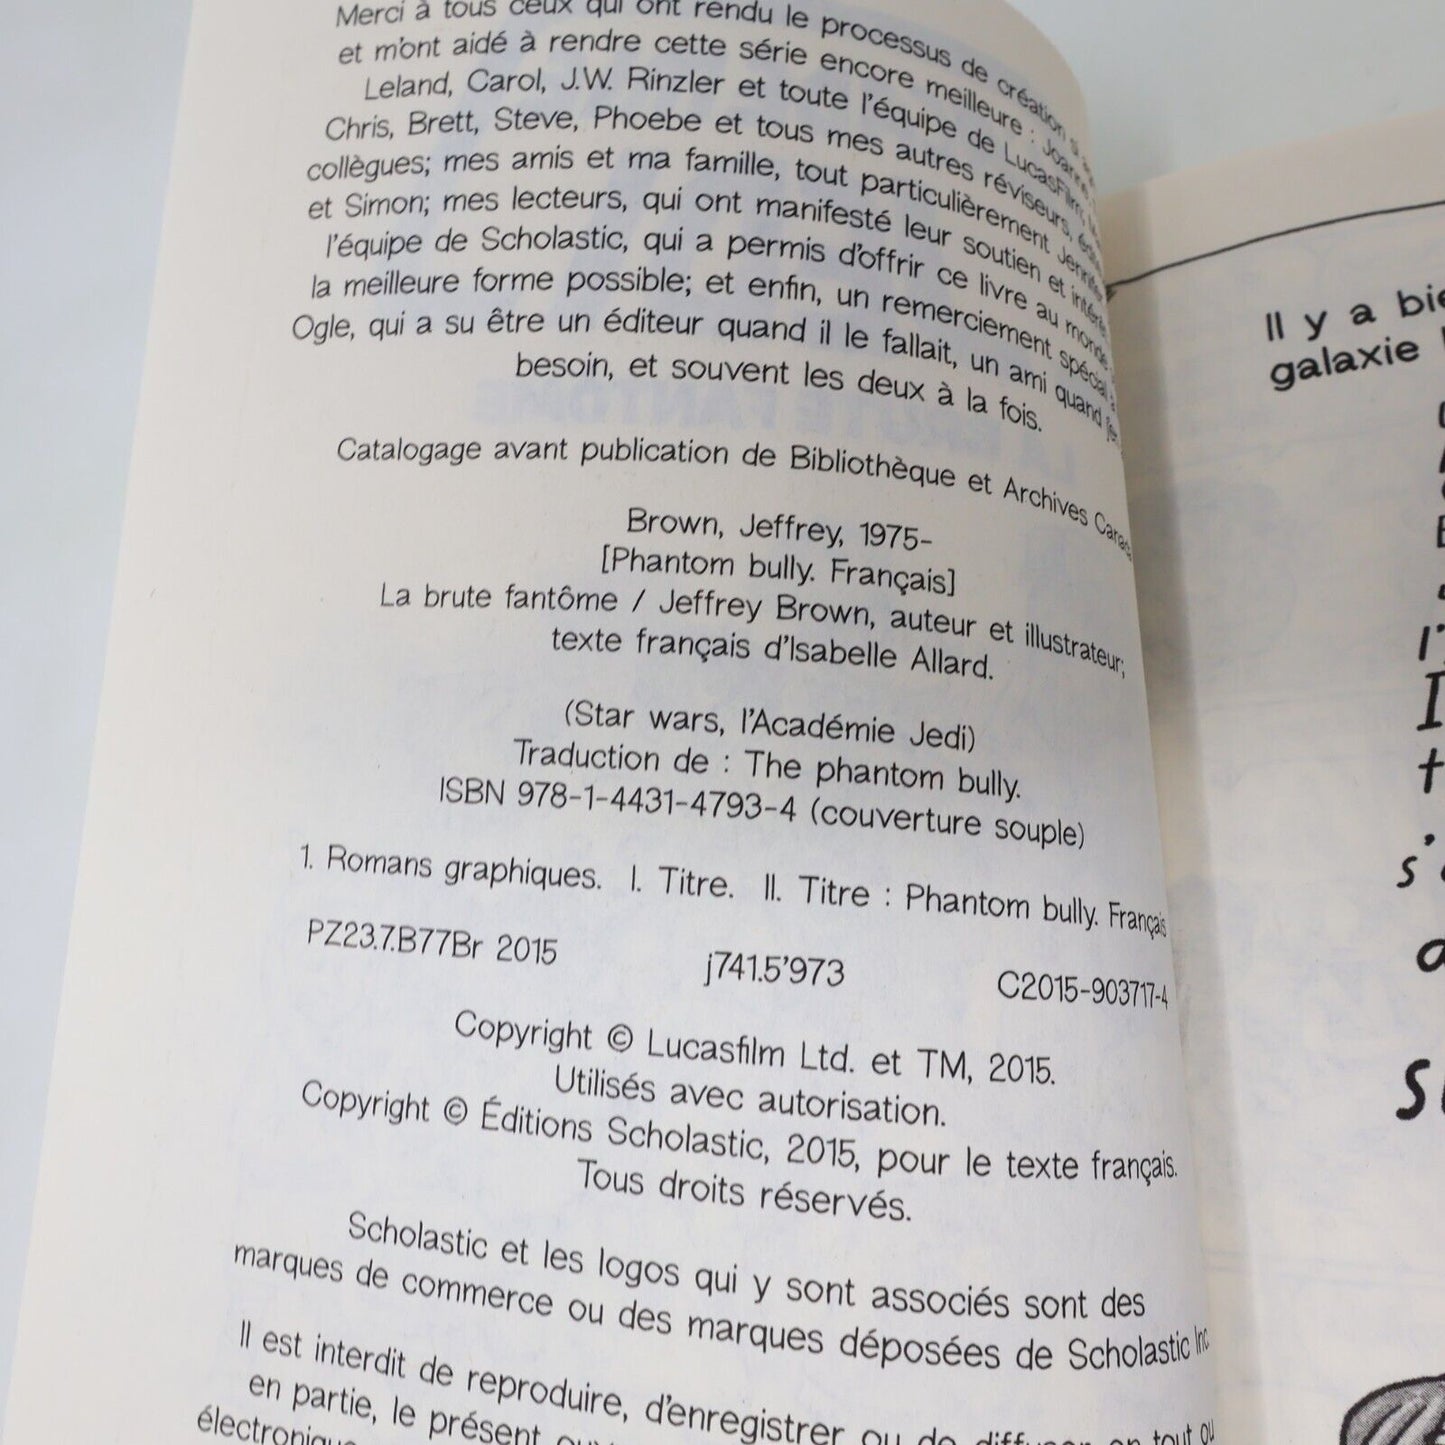 Merci à tous ceux qui ont rendu le processus de création si
et m'ont aidé à rendre cette série encore meilleure : Joanne
Leland, Carol, J.W. Rinzler et toute l'équipe de LucasFilm;
Chris, Brett, Steve, Phoebe et tous mes autres réviseurs,
collègues; mes amis et ma famille, tout particulièrement Jennifer
et Simon; mes lecteurs, qui ont manifesté leur soutien et intérêt;
l'équipe de Scholastic, qui a permis d'offrir ce livre au monde
la meilleure forme possible; et enfin, un remerciement spécial à
Ogle, qui a su être un éditeur quand il le fallait, un ami quand j'en
besoin, et souvent les deux à la fois.
Catalogage avant publication de Bibliothèque et Archives Canada
Brown, Jeffrey, 1975-
[Phantom bully. Français]
La brute fantôme / Jeffrey Brown, auteur et illustrateur;
texte français d'Isabelle Allard.
(Star wars, l'Académie Jedi)
Traduction de : The phantom bully.
ISBN 978-1-4431-4793-4 (couverture souple)
1. Romans graphiques. I. Titre. II. Titre : Phantom bully. Français
PZ23.7.B77Br 2015 j741.5'973 C2015-903717-4
Copyright © Lucasfilm Ltd. et TM, 2015.
Utilisés avec autorisation.
Copyright © Éditions Scholastic, 2015, pour le texte français.
Tous droits réservés.
Scholastic et les logos qui y sont associés sont des
marques de commerce ou des marques déposées de Scholastic Inc
Il est interdit de reproduire, d'enregistrer ou de diffuser, en tout ou
en partie, le présent
Il y a
galaxie